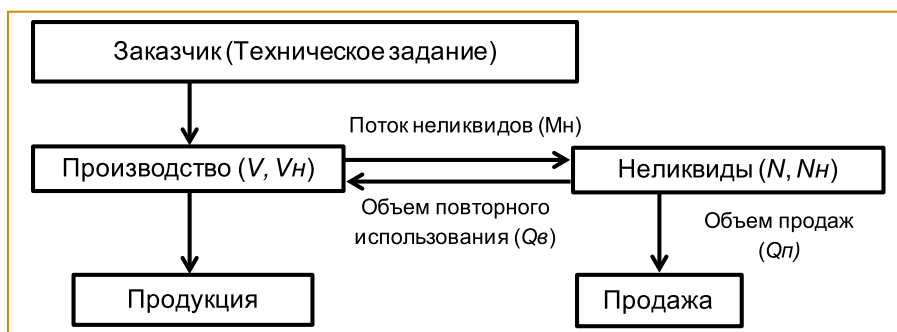 Заказчик (Техническое задание)
Поток неликвидов (Мн)
Производство (V, Vн)
Неликвиды (N, Nн)
Объем повторного
использования (Qв)
Объем продаж
(Qп)
Продукция
Продажа